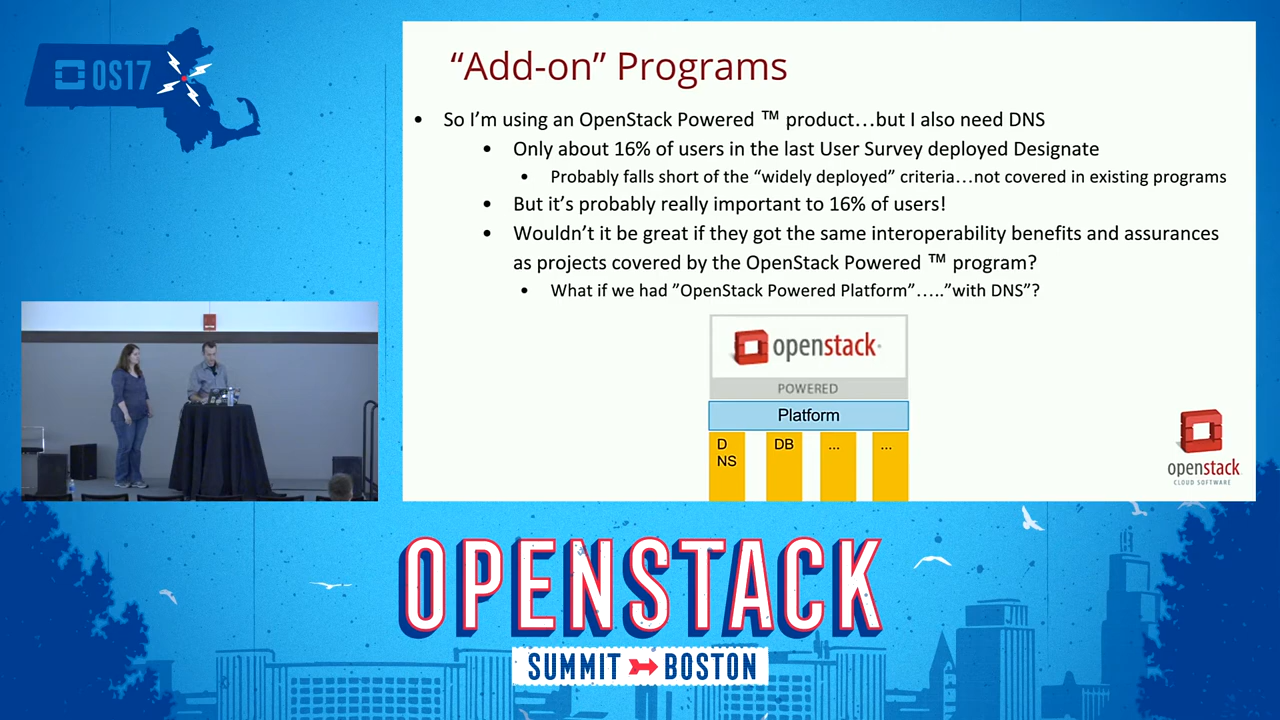 OS17
“Add-on” Programs
• So I’m using an OpenStack Powered ™ product…but I also need DNS
• Only about 16% of users in the last User Survey deployed Designate
• Probably falls short of the “widely deployed” criteria…not covered in existing programs
• But it’s probably really important to 16% of users!
• Wouldn’t it be great if they got the same interoperability benefits and assurances
as projects covered by the OpenStack Powered ™ program?
• What if we had ”OpenStack Powered Platform”…..”with DNS”?
openstack
POWERED
Platform
D
NS
DB
...
...
openstack
CLOUD SOFTWARE
OPENSTACK
SUMMIT BOSTON